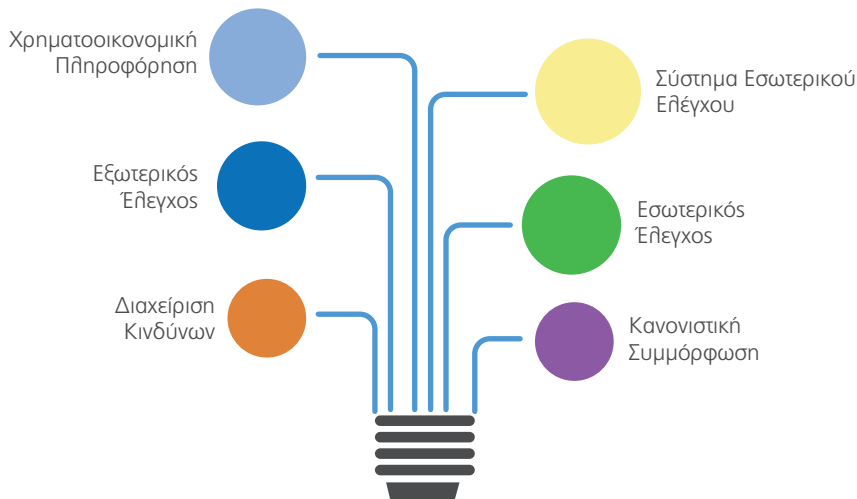 Χρηματοοικονομική
Πληροφόρηση
Εξωτερικός
Έλεγχος
Διαχείριση
Κινδύνων
Σύστημα Εσωτερικού
Ελέγχου
Εσωτερικός
Έλεγχος
Κανονιστική
Συμμόρφωση